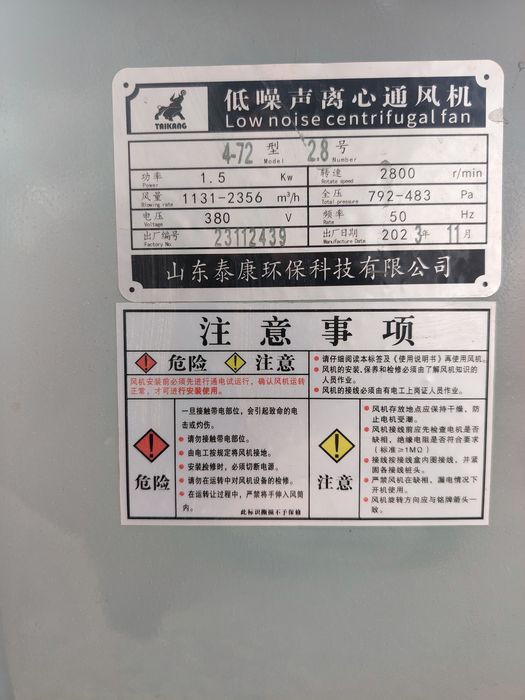 TAIKANG
低噪声离心通风机
Low noise centrifugal fan
4-72 型 2.8 号
Model Number
功率 1.5 Kw 转速 2800 r/min
Power Rotate speed
风量 1131-2356 m³/h 全压 792-483 Pa
Blowing rate Total pressure
电压 380 V 频率 50 Hz
Voltage Frequency
出厂编号 23112439 出厂日期 2023年11月
Factory No. Manufacture Date
山东泰康环保科技有限公司
注意事项
危险 注意
风机安装前必须先进行通电试运行，确认风机运转
正常，才可进行安装使用。
●请仔细阅读本标签及《使用说明书》再使用风机。
●风机的安装、保养和检修必须由了解风机知识的
人员作业。
●风机的接线必须由有电工上岗证人员作业。
危险
一旦接触带电部位，会引起致命的电
击或灼伤。
●请勿接触带电部位。
●由电工按规定将风机接地。
●安装检修时，必须切断电源。
●请勿在运转中对风机设备的检修。
●在运转让过程中，严禁将手伸入风筒
内。
注意
●风机存放地点应保持干燥、防
止电机受潮。
●风机接线前应先检查电机是否
缺相，绝缘电阻是否符合要求
（标准≥1MΩ）
●接线按接线盒内图接线，并紧
固各接线桩头。
●严禁风机在缺相、漏电情况下
开机使用。
●风机旋转方向应与铭牌箭头一
致。
此标识撕损不予保修